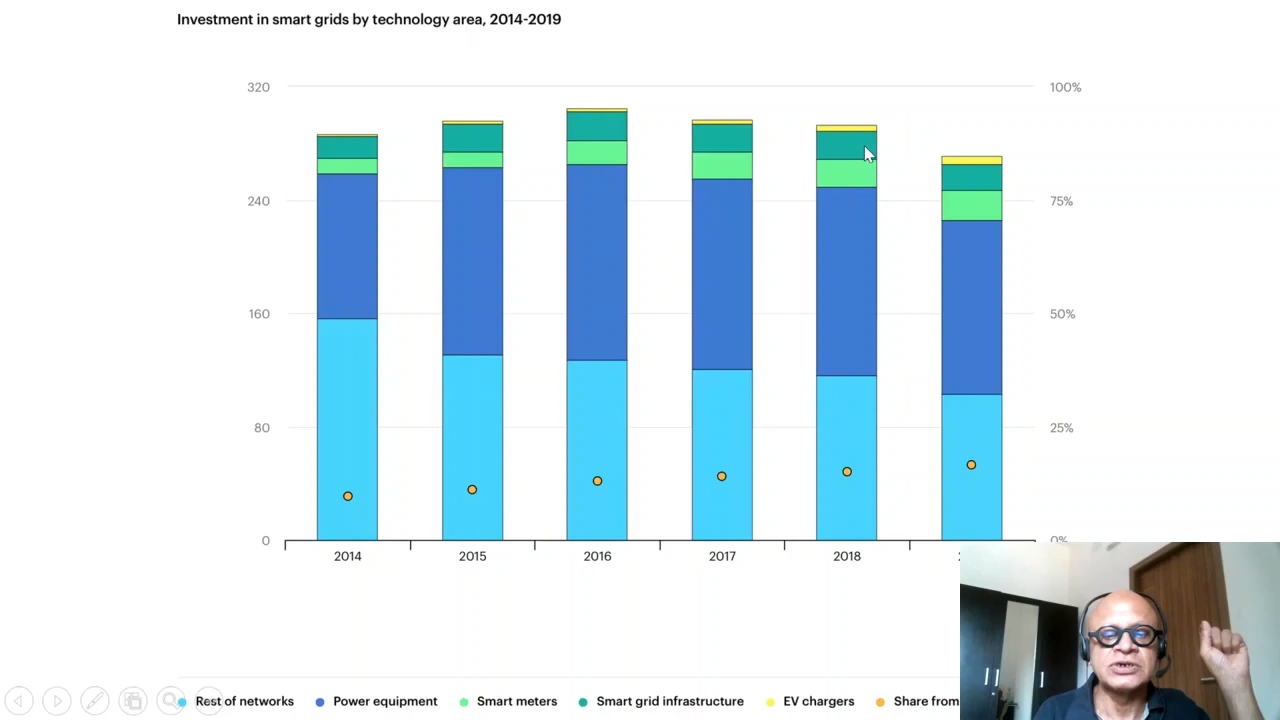 Investment in smart grids by technology area, 2014-2019
320 100%
240 75%
160 50%
80 25%
0 0%
2014 2015 2016 2017 2018
Rest of networks Power equipment Smart meters Smart grid infrastructure EV chargers Share from